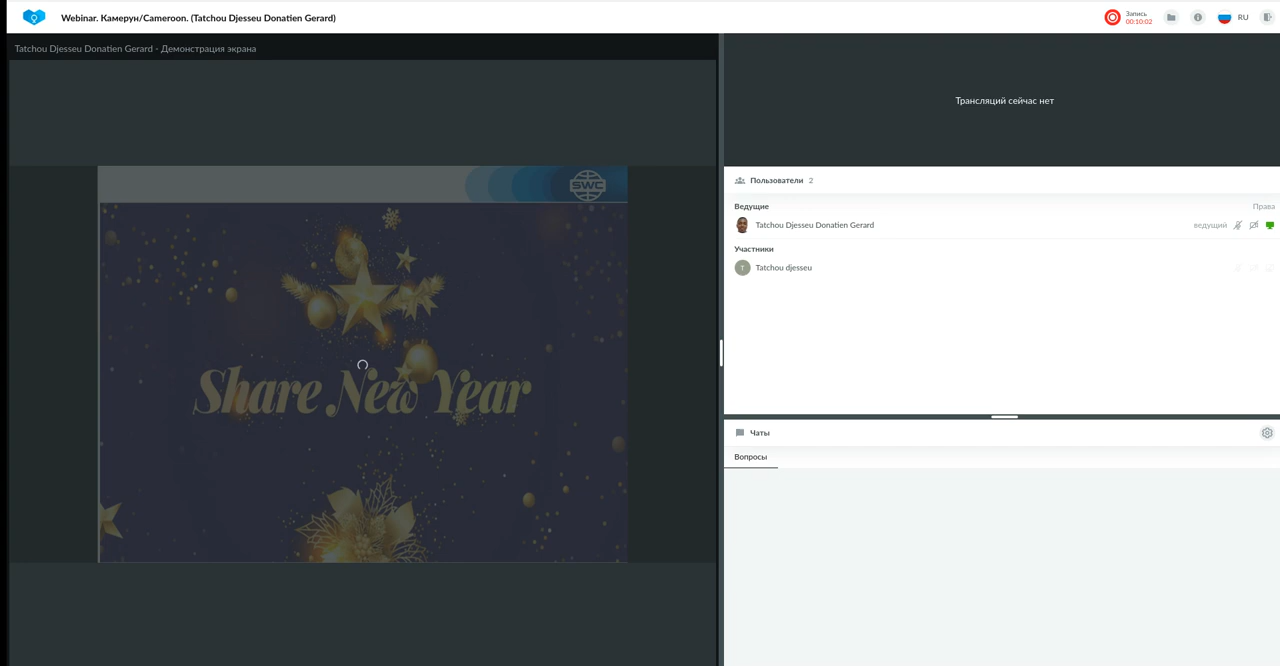 Webinar. Камерун/Cameroon. (Tatchou Djesseu Donatien Gerard)
Запись
00:10:02
RU
Tatchou Djesseu Donatien Gerard - Демонстрация экрана
Трансляций сейчас нет
SWC
Share New Year
Пользователи 2
Ведущие Права
Tatchou Djesseu Donatien Gerard ведущий
Участники
T Tatchou djesseu
Чаты
Вопросы